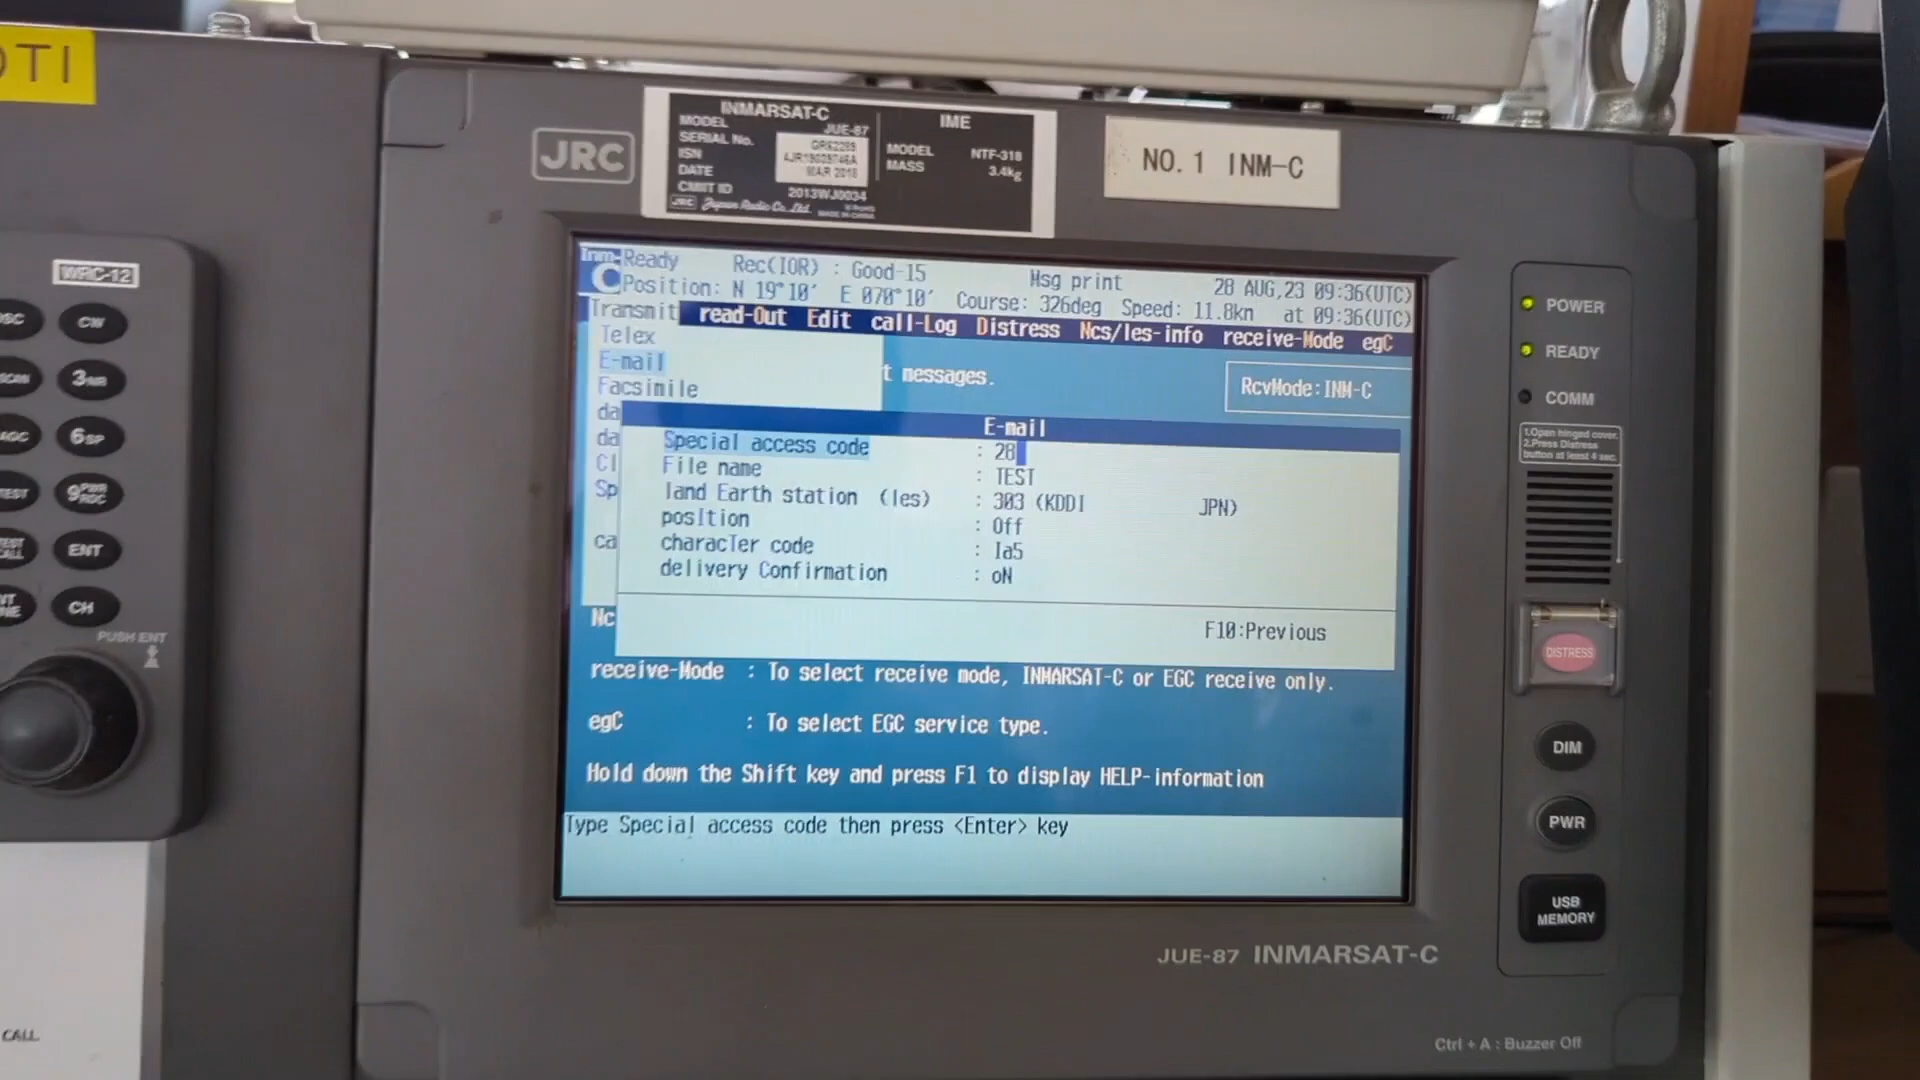 OTI
JRC
INMARSAT-C
MODEL JUE-87
SERIAL No. GR62269
ISN 4JR18029746A
DATE MAR 2018
CMIIT ID 2013WJ0034
JRC Japan Radio Co., Ltd.
IME
MODEL NTF-318
MASS 3.4kg
NO.1 INM-C
WRC-12
CW
3
6SP
9
ENT
CH
PUSH ENT
CALL
Inm-C Ready Rec(IOR) : Good-15 Msg print 28 AUG,23 09:36(UTC)
Position: N 19°10′ E 070°10′ Course: 326deg Speed: 11.8kn at 09:36(UTC)
Transmit read-Out Edit call-Log Distress Ncs/les-info receive-Mode egC
Telex
E-mail
Facsimile
t messages.
RcvMode:INM-C
da
da
Cl
Sp
ca
Nc
E-mail
Special access code : 28
File name : TEST
land Earth station (les) : 303 (KDDI JPN)
posItion : Off
characTer code : Ia5
delivery Confirmation : oN
F10:Previous
receive-Mode : To select receive mode, INMARSAT-C or EGC receive only.
egC : To select EGC service type.
Hold down the Shift key and press F1 to display HELP-information
Type Special access code then press <Enter> key
POWER
READY
COMM
1.Open hinged cover.
2.Press Distress
button at least 4 sec.
DISTRESS
DIM
PWR
USB
MEMORY
JUE-87 INMARSAT-C
Ctrl + A : Buzzer Off